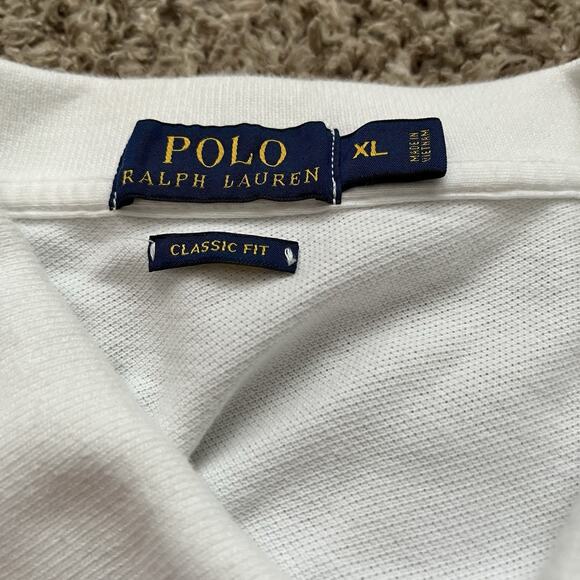 POLO
RALPH LAUREN
XL
MADE IN
VIETNAM
CLASSIC FIT